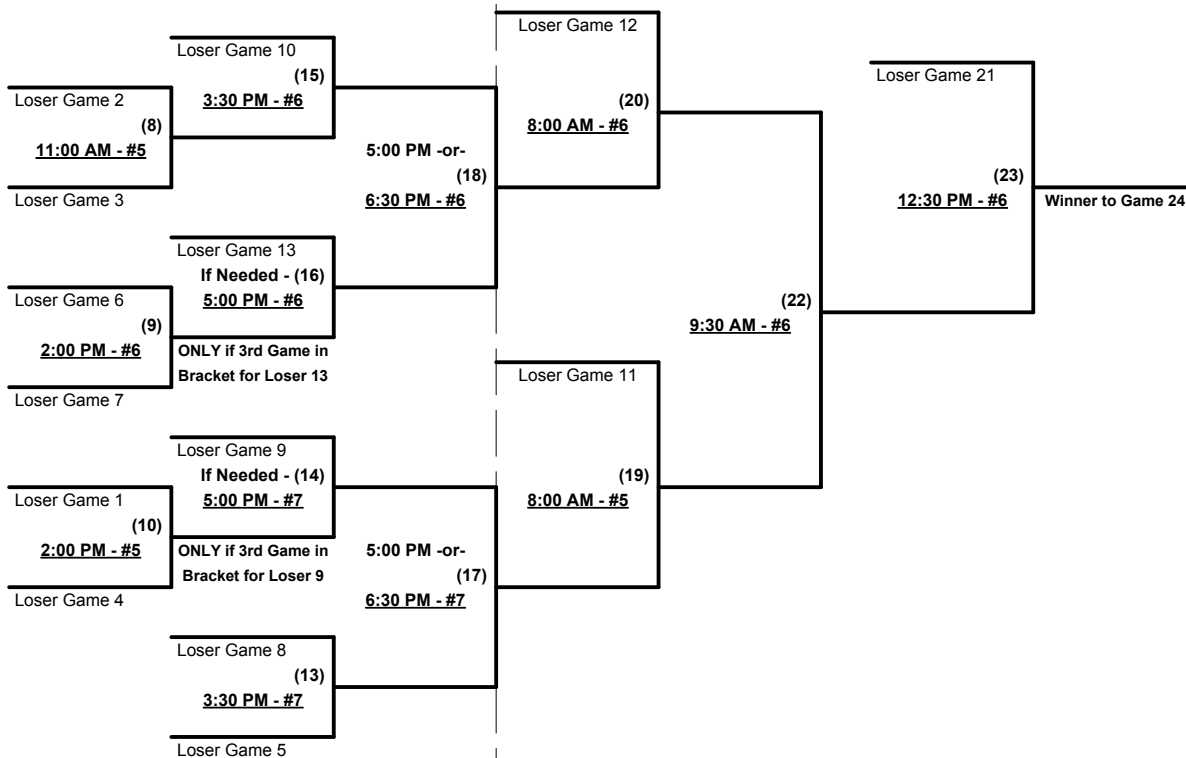 Loser Game 12
Loser Game 10
(15)
3:30 PM - #6
Loser Game 21
Loser Game 2
(8)
11:00 AM - #5
Loser Game 3
(20)
8:00 AM - #6
5:00 PM -or-
(18)
6:30 PM - #6
(23)
12:30 PM - #6
Winner to Game 24
Loser Game 13
If Needed - (16)
5:00 PM - #6
Loser Game 6
(9)
2:00 PM - #6
Loser Game 7
ONLY if 3rd Game in
Bracket for Loser 13
(22)
9:30 AM - #6
Loser Game 11
Loser Game 9
If Needed - (14)
5:00 PM - #7
(19)
8:00 AM - #5
Loser Game 1
(10)
2:00 PM - #5
Loser Game 4
ONLY if 3rd Game in
Bracket for Loser 9
5:00 PM -or-
(17)
6:30 PM - #7
Loser Game 8
(13)
3:30 PM - #7
Loser Game 5